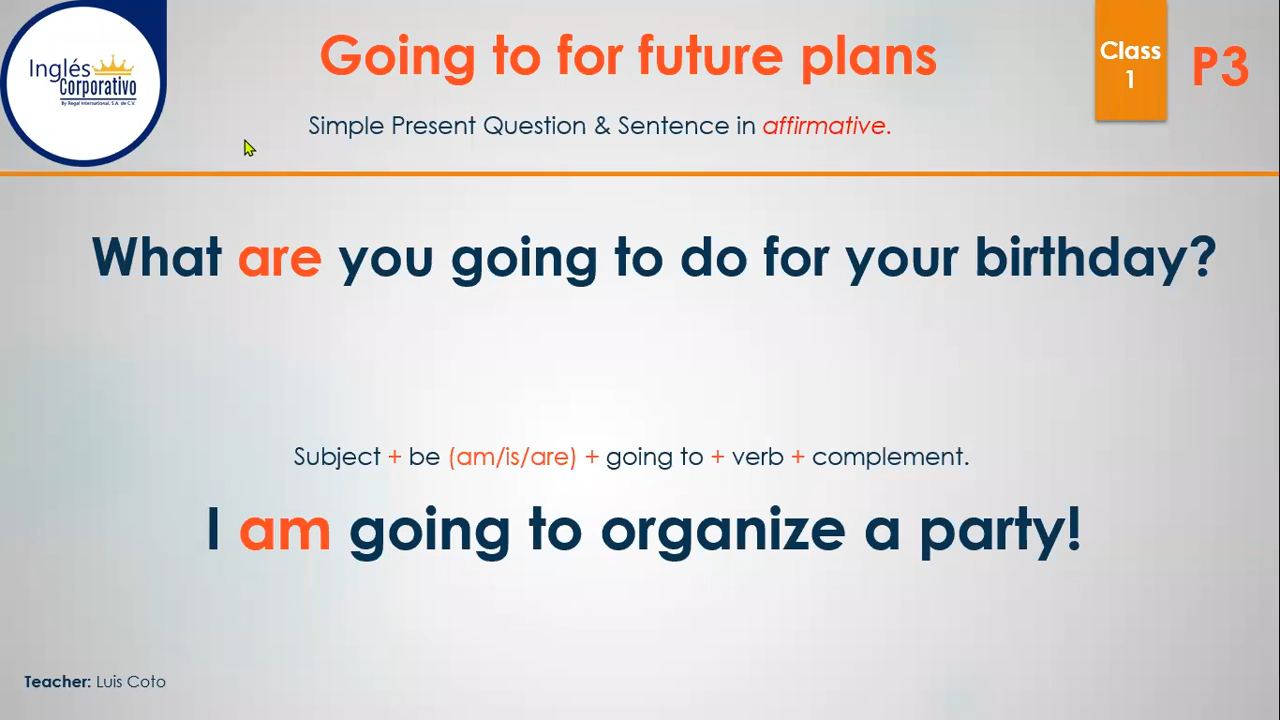 Inglés
Corporativo
By Regal International, S.A. de C.V.
Going to for future plans
Simple Present Question & Sentence in affirmative.
Class
1
P3
What are you going to do for your birthday?
Subject + be (am/is/are) + going to + verb + complement.
I am going to organize a party!
Teacher: Luis Coto